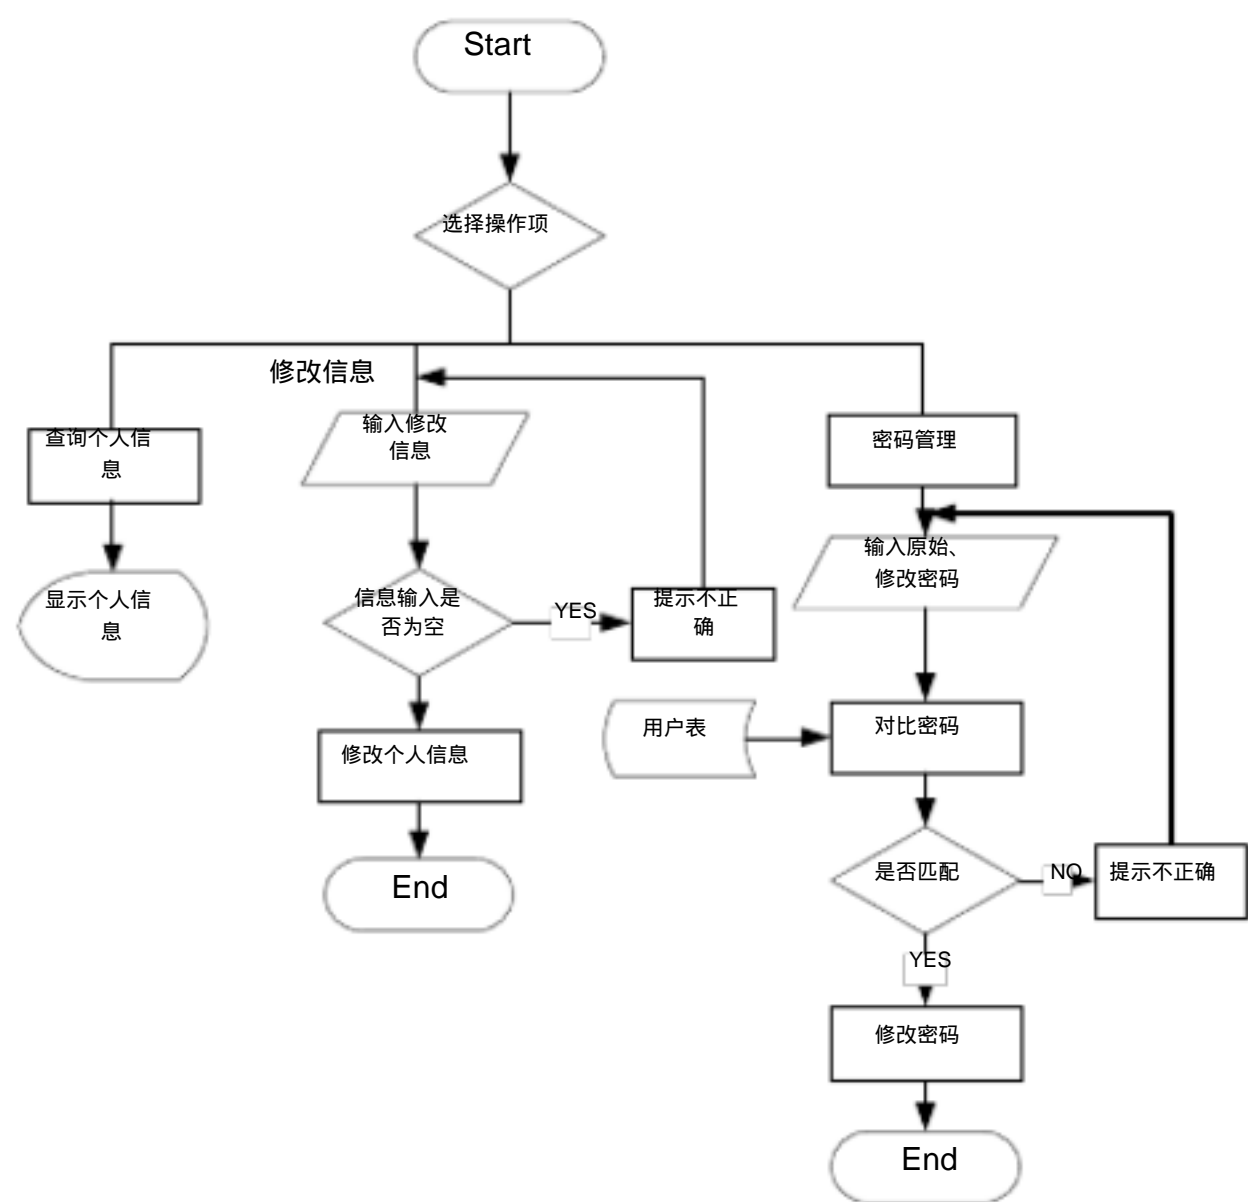 Start
选择操作项
修改信息
查询个人信
息
显示个人信
息
输入修改
信息
信息输入是
否为空
YES
提示不正
确
修改个人信息
End
密码管理
输入原始、
修改密码
用户表
对比密码
是否匹配
NO
提示不正确
YES
修改密码
End